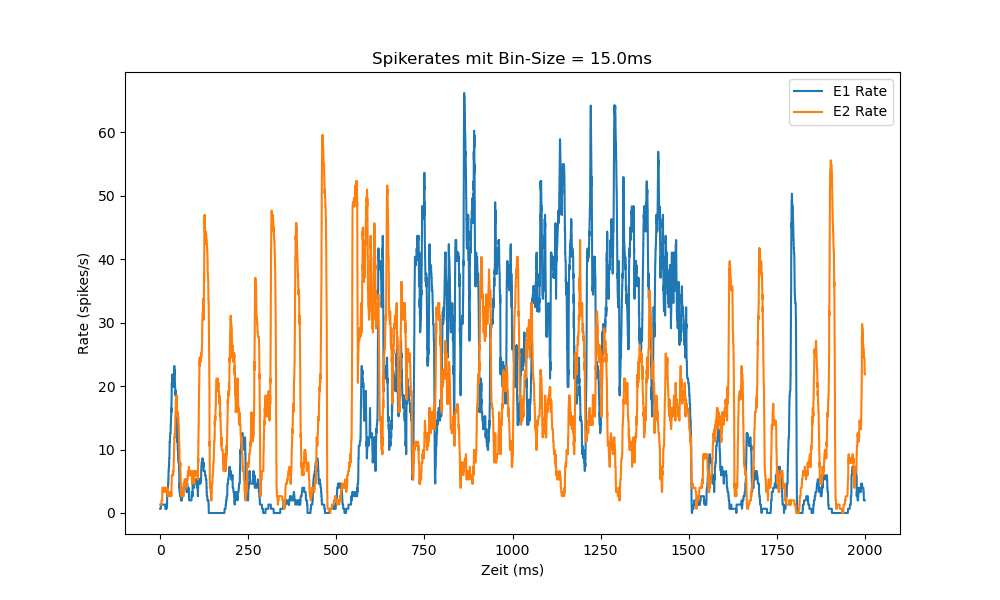 Spikerates mit Bin-Size = 15.0ms
E1 Rate
E2 Rate
Rate (spikes/s)
60
50
40
30
20
10
0
0 250 500 750 1000 1250 1500 1750 2000
Zeit (ms)